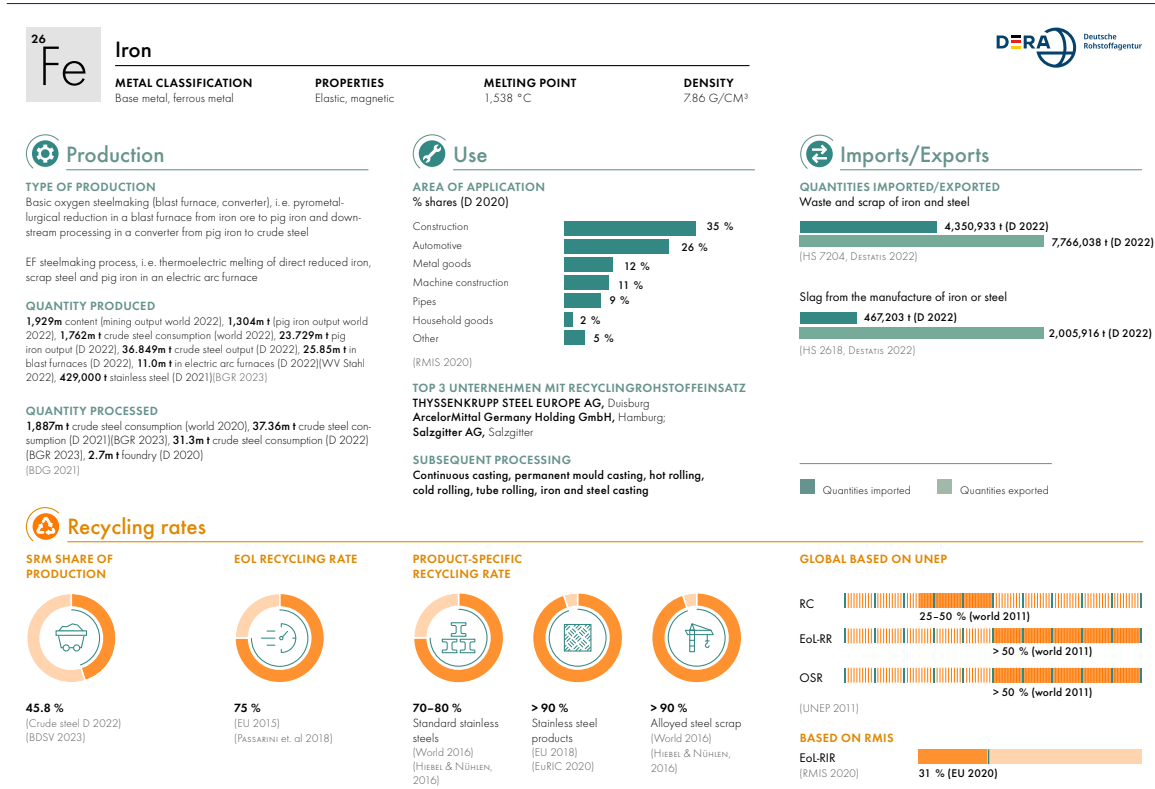 26
Fe
Iron
METAL CLASSIFICATION
Base metal, ferrous metal
PROPERTIES
Elastic, magnetic
MELTING POINT
1,538 °C
DENSITY
7.86 G/CM³
DERA
Deutsche
Rohstoffagentur
Production
TYPE OF PRODUCTION
Basic oxygen steelmaking (blast furnace, converter), i.e. pyrometal-
lurgical reduction in a blast furnace from iron ore to pig iron and down-
stream processing in a converter from pig iron to crude steel
EF steelmaking process, i.e. thermoelectric melting of direct reduced iron,
scrap steel and pig iron in an electric arc furnace
QUANTITY PRODUCED
1,929m content (mining output world 2022), 1,304m t (pig iron output world
2022), 1,762m t crude steel consumption (world 2022), 23.729m t pig
iron output (D 2022), 36.849m t crude steel output (D 2022), 25.85m t in
blast furnaces (D 2022), 11.0m t in electric arc furnaces (D 2022)(WV Stahl
2022), 429,000 t stainless steel (D 2021)(BGR 2023)
QUANTITY PROCESSED
1,887m t crude steel consumption (world 2020), 37.36m t crude steel con-
sumption (D 2021)(BGR 2023), 31.3m t crude steel consumption (D 2022)
(BGR 2023), 2.7m t foundry (D 2020)
(BDG 2021)
Use
AREA OF APPLICATION
% shares (D 2020)
Construction 35 %
Automotive 26 %
Metal goods 12 %
Machine construction 11 %
Pipes 9 %
Household goods 2 %
Other 5 %
(RMIS 2020)
TOP 3 UNTERNEHMEN MIT RECYCLINGROHSTOFFEINSATZ
THYSSENKRUPP STEEL EUROPE AG, Duisburg
ArcelorMittal Germany Holding GmbH, Hamburg;
Salzgitter AG, Salzgitter
SUBSEQUENT PROCESSING
Continuous casting, permanent mould casting, hot rolling,
cold rolling, tube rolling, iron and steel casting
Imports/Exports
QUANTITIES IMPORTED/EXPORTED
Waste and scrap of iron and steel
4,350,933 t (D 2022)
7,766,038 t (D 2022)
(HS 7204, Destatis 2022)
Slag from the manufacture of iron or steel
467,203 t (D 2022)
2,005,916 t (D 2022)
(HS 2618, Destatis 2022)
Quantities imported
Quantities exported
Recycling rates
SRM SHARE OF
PRODUCTION
45.8 %
(Crude steel D 2022)
(BDSV 2023)
EOL RECYCLING RATE
75 %
(EU 2015)
(Passarini et. al 2018)
PRODUCT-SPECIFIC
RECYCLING RATE
70–80 %
Standard stainless
steels
(World 2016)
(Hiebel & Nühlen,
2016)
> 90 %
Stainless steel
products
(EU 2018)
(EuRIC 2020)
> 90 %
Alloyed steel scrap
(World 2016)
(Hiebel & Nühlen,
2016)
GLOBAL BASED ON UNEP
RC
25–50 % (world 2011)
EoL-RR
> 50 % (world 2011)
OSR
> 50 % (world 2011)
(UNEP 2011)
BASED ON RMIS
EoL-RIR
(RMIS 2020)
31 % (EU 2020)